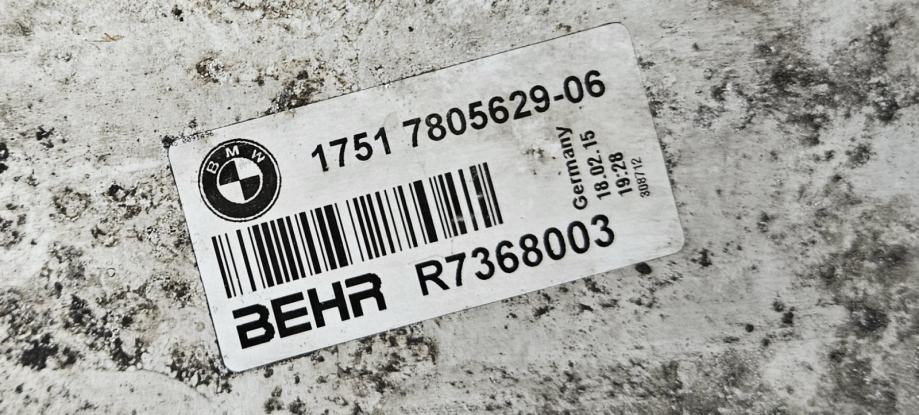 BMW
1751 7805629-06
Germany
18.02.15
19:28
308712
BEHR R7368003